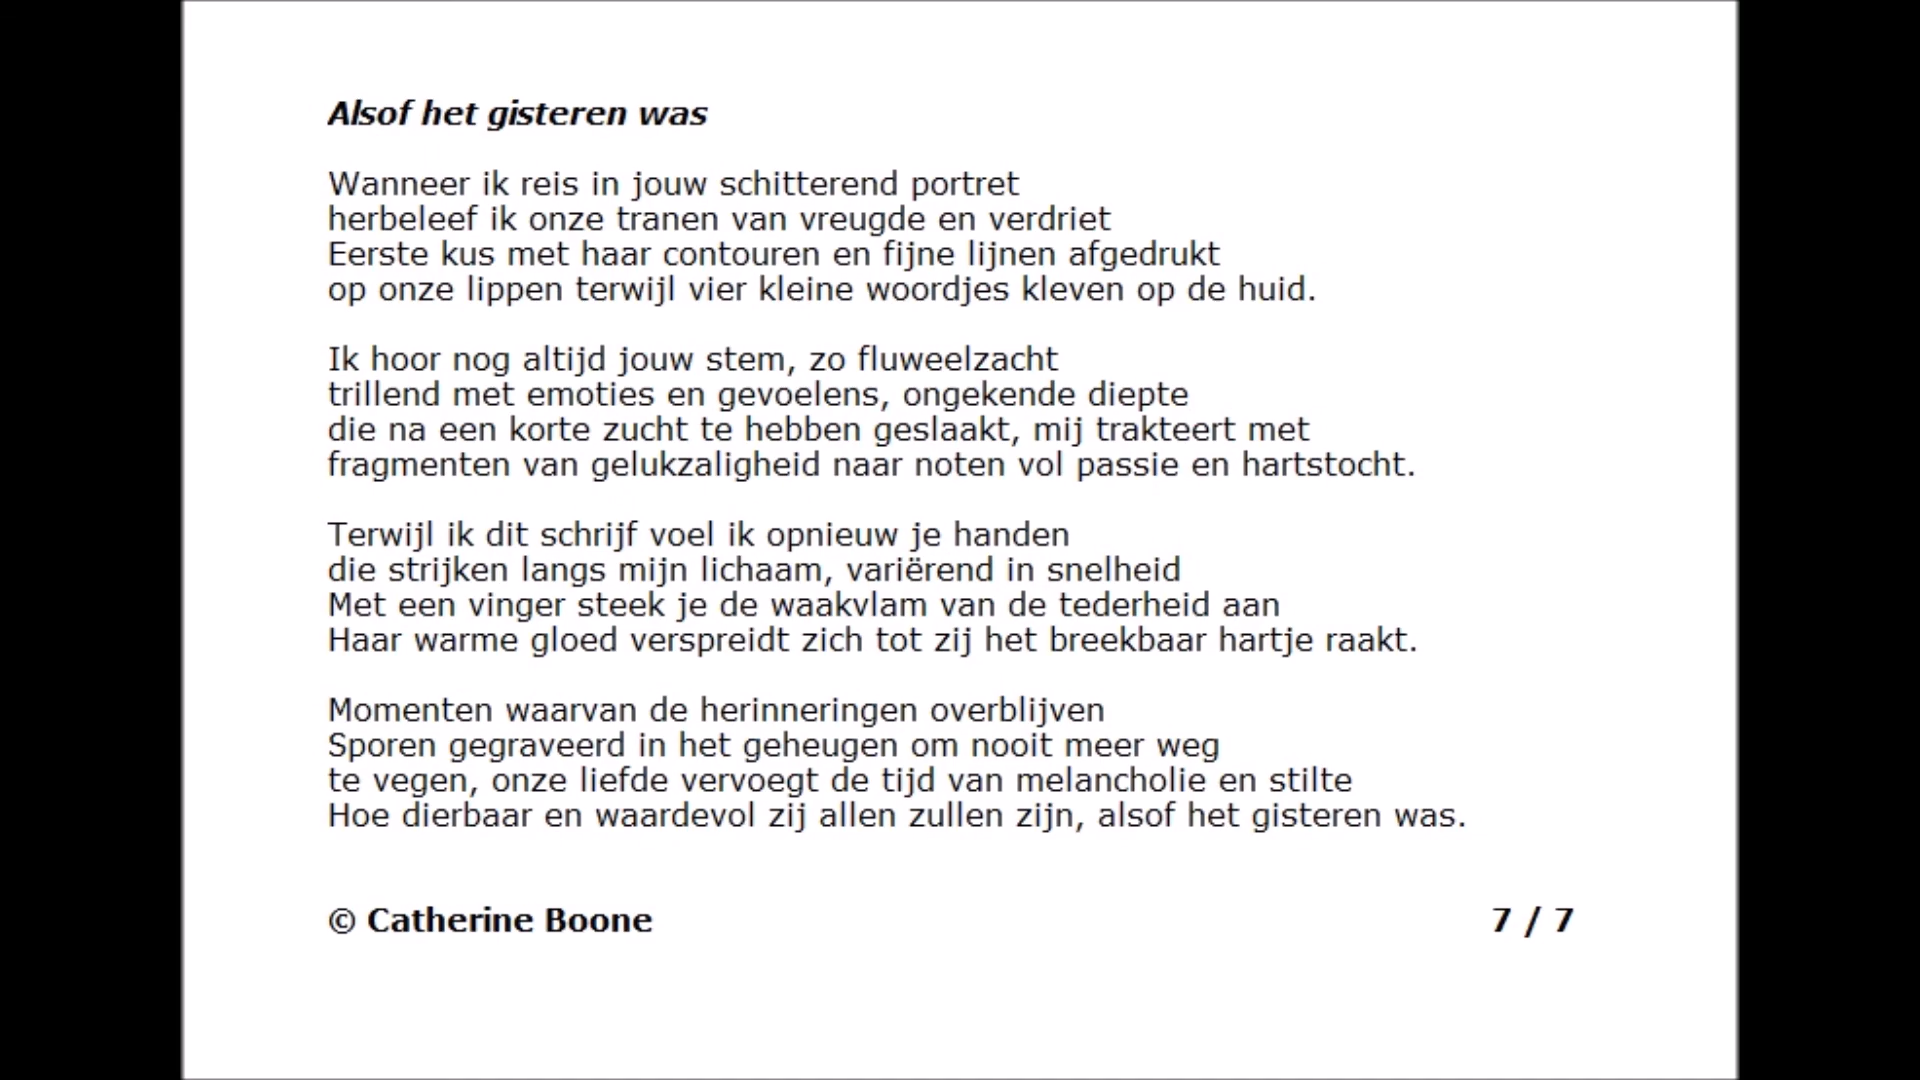 Alsof het gisteren was
Wanneer ik reis in jouw schitterend portret
herbeleef ik onze tranen van vreugde en verdriet
Eerste kus met haar contouren en fijne lijnen afgedrukt
op onze lippen terwijl vier kleine woordjes kleven op de huid.
Ik hoor nog altijd jouw stem, zo fluweelzacht
trillend met emoties en gevoelens, ongekende diepte
die na een korte zucht te hebben geslaakt, mij trakteert met
fragmenten van gelukzaligheid naar noten vol passie en hartstocht.
Terwijl ik dit schrijf voel ik opnieuw je handen
die strijken langs mijn lichaam, variërend in snelheid
Met een vinger steek je de waakvlam van de tederheid aan
Haar warme gloed verspreidt zich tot zij het breekbaar hartje raakt.
Momenten waarvan de herinneringen overblijven
Sporen gegraveerd in het geheugen om nooit meer weg
te vegen, onze liefde vervoegt de tijd van melancholie en stilte
Hoe dierbaar en waardevol zij allen zullen zijn, alsof het gisteren was.
© Catherine Boone 7 / 7